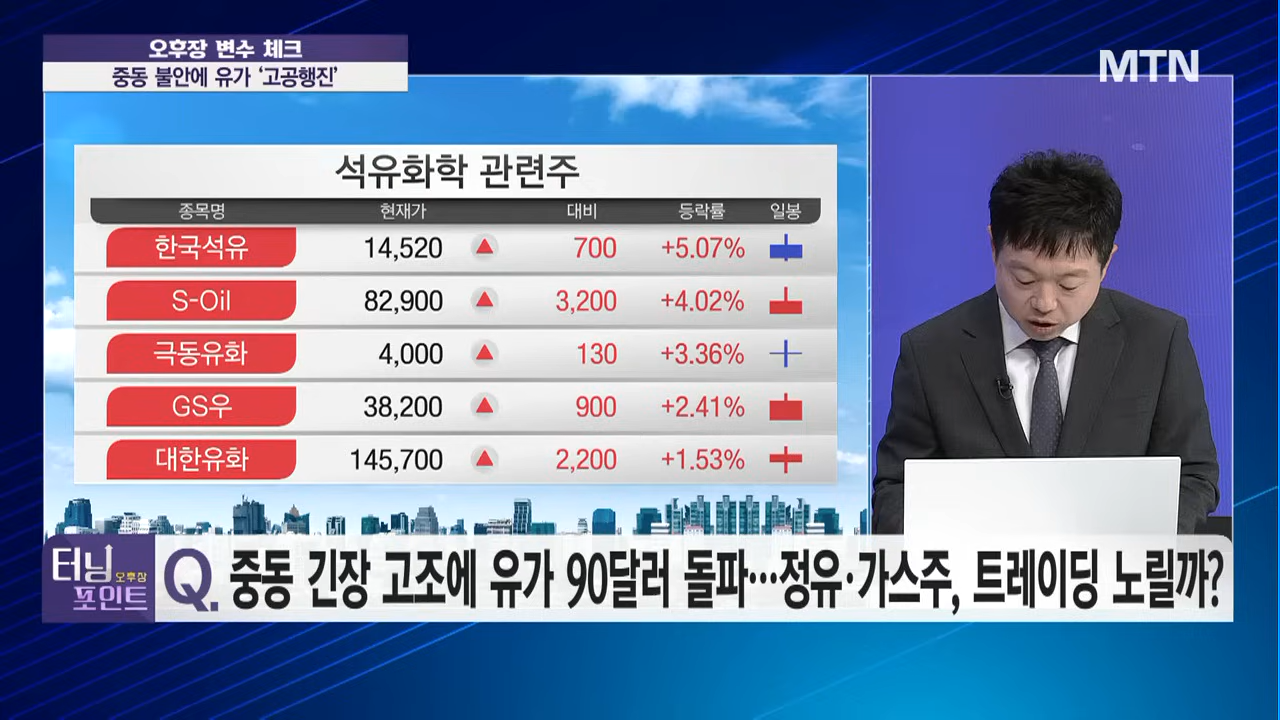 오후장 변수 체크
중동 불안에 유가 ‘고공행진’
MTN
석유화학 관련주
종목명 현재가 대비 등락률 일봉
한국석유 14,520 ▲ 700 +5.07%
S-Oil 82,900 ▲ 3,200 +4.02%
극동유화 4,000 ▲ 130 +3.36%
GS우 38,200 ▲ 900 +2.41%
대한유화 145,700 ▲ 2,200 +1.53%
터닝
오후장
포인트
Q. 중동 긴장 고조에 유가 90달러 돌파…정유·가스주, 트레이딩 노릴까?